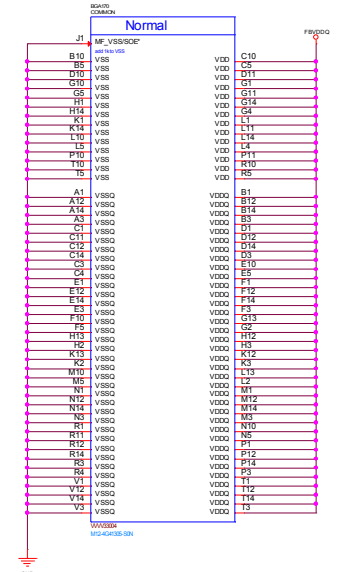 BGA170
COMMON
Normal
FBVDDQ
J1 MF_VSS/SOE*
add 1k to VSS
B10 VSS VDD C10
B5 VSS VDD C5
D10 VSS VDD D11
G10 VSS VDD G1
G5 VSS VDD G11
H1 VSS VDD G14
H14 VSS VDD G4
K1 VSS VDD L1
K14 VSS VDD L11
L10 VSS VDD L14
L5 VSS VDD L4
P10 VSS VDD P11
T10 VSS VDD R10
T5 VSS VDD R5
A1 VSSQ VDDQ B1
A12 VSSQ VDDQ B12
A14 VSSQ VDDQ B14
A3 VSSQ VDDQ B3
C1 VSSQ VDDQ D1
C11 VSSQ VDDQ D12
C12 VSSQ VDDQ D14
C14 VSSQ VDDQ D3
C3 VSSQ VDDQ E10
C4 VSSQ VDDQ E5
E1 VSSQ VDDQ F1
E12 VSSQ VDDQ F12
E14 VSSQ VDDQ F14
E3 VSSQ VDDQ F3
F10 VSSQ VDDQ G13
F5 VSSQ VDDQ G2
H13 VSSQ VDDQ H12
H2 VSSQ VDDQ H3
K13 VSSQ VDDQ K12
K2 VSSQ VDDQ K3
M10 VSSQ VDDQ L13
M5 VSSQ VDDQ L2
N1 VSSQ VDDQ M1
N12 VSSQ VDDQ M12
N14 VSSQ VDDQ M14
N3 VSSQ VDDQ M3
R1 VSSQ VDDQ N10
R11 VSSQ VDDQ N5
R12 VSSQ VDDQ P1
R14 VSSQ VDDQ P12
R3 VSSQ VDDQ P14
R4 VSSQ VDDQ P3
V1 VSSQ VDDQ T1
V12 VSSQ VDDQ T12
V14 VSSQ VDDQ T14
V3 VSSQ VDDQ T3